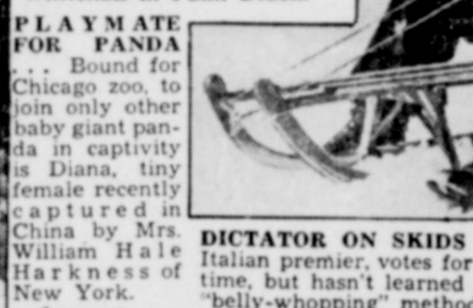 PLAYMATE
FOR PANDA
. . . Bound for
Chicago zoo, to
join only other
baby giant pan-
da in captivity
is Diana, tiny
female recently
captured in
China by Mrs.
William Hale
Harkness of
New York.
DICTATOR ON SKIDS
Italian premier, votes for
time, but hasn't learned
"belly-whopping" metho